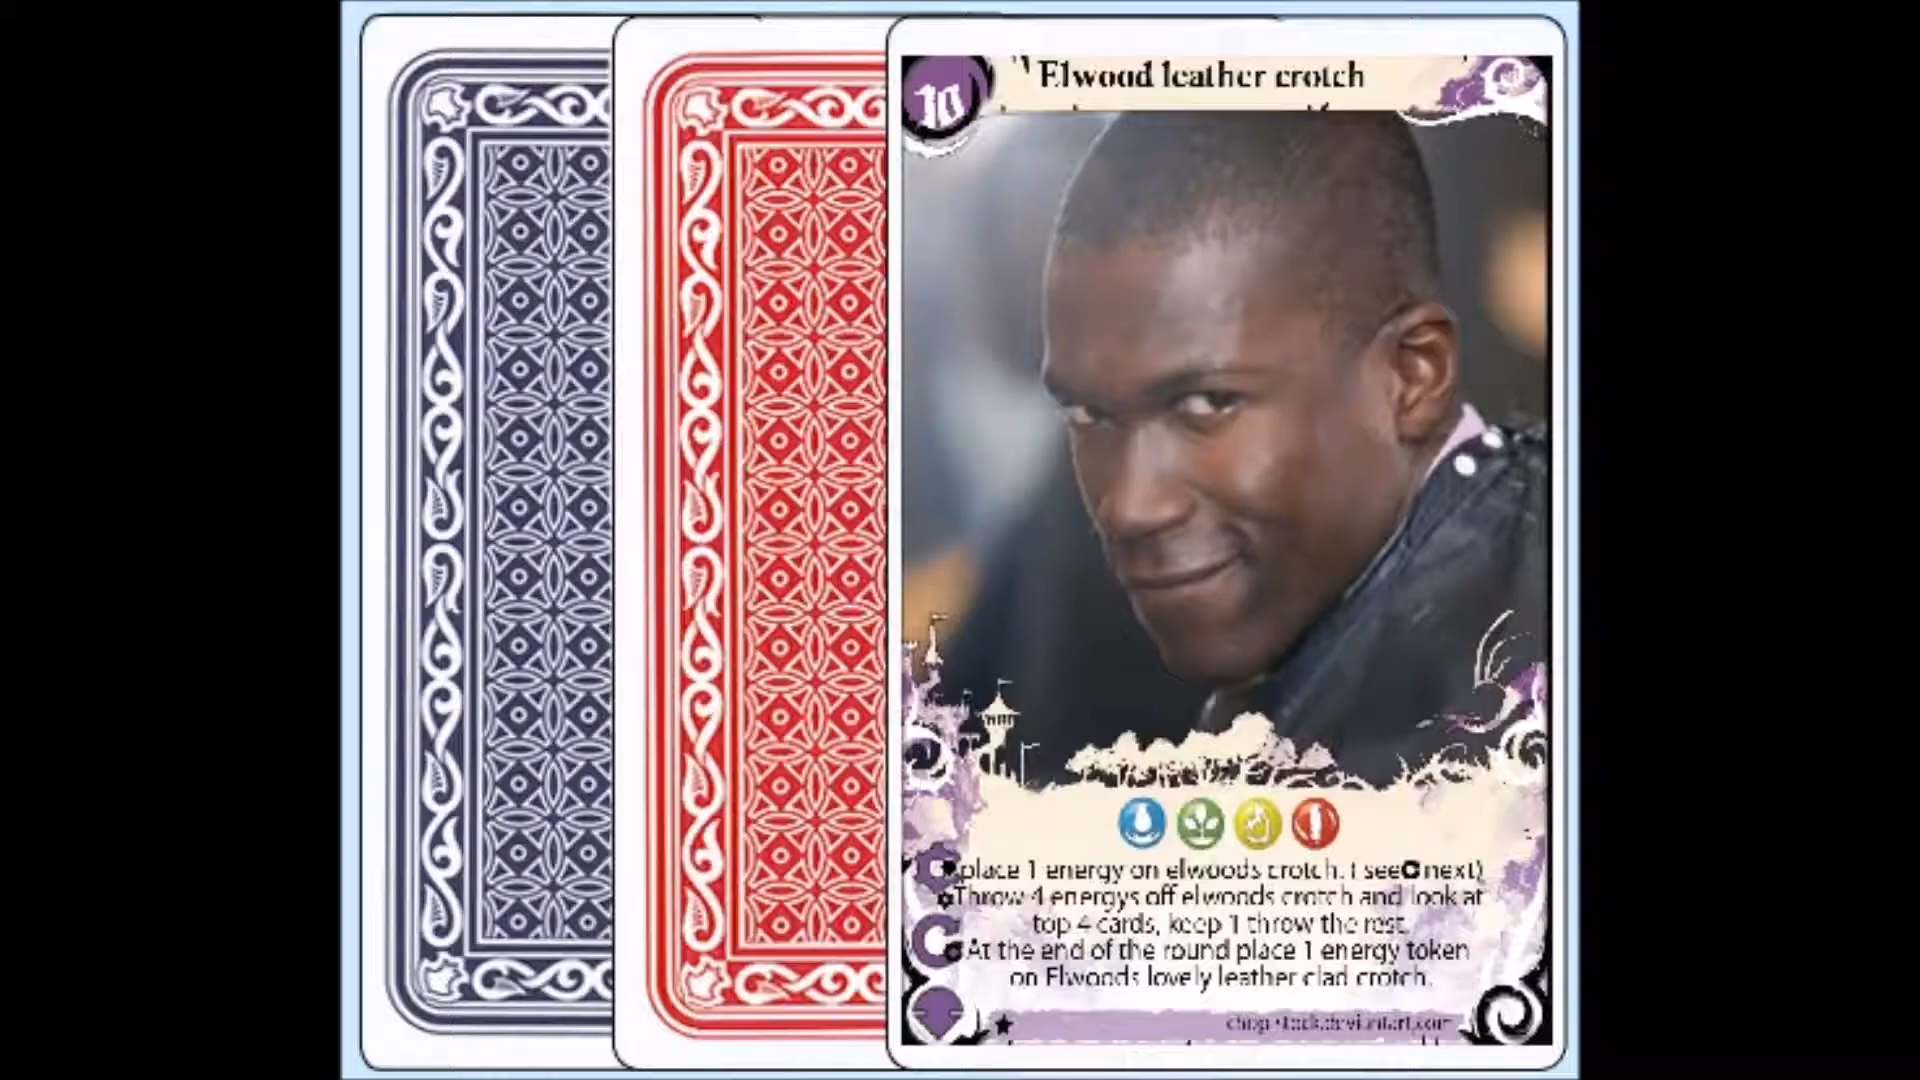 10
Elwood leather crotch
place 1 energy on elwoods crotch. (see next)
Throw 4 energys off elwoods crotch and look at
top 4 cards, keep 1 throw the rest.
At the end of the round place 1 energy token
on Elwoods lovely leather clad crotch.